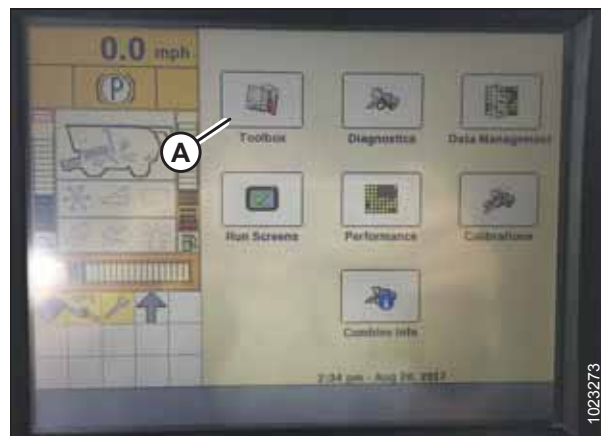 0.0 mph
(P)
A
Toolbox
Diagnostics
Data Management
Run Screens
Performance
Calibrations
Combine Info
2:34 pm - Aug 26, 2017
1023273